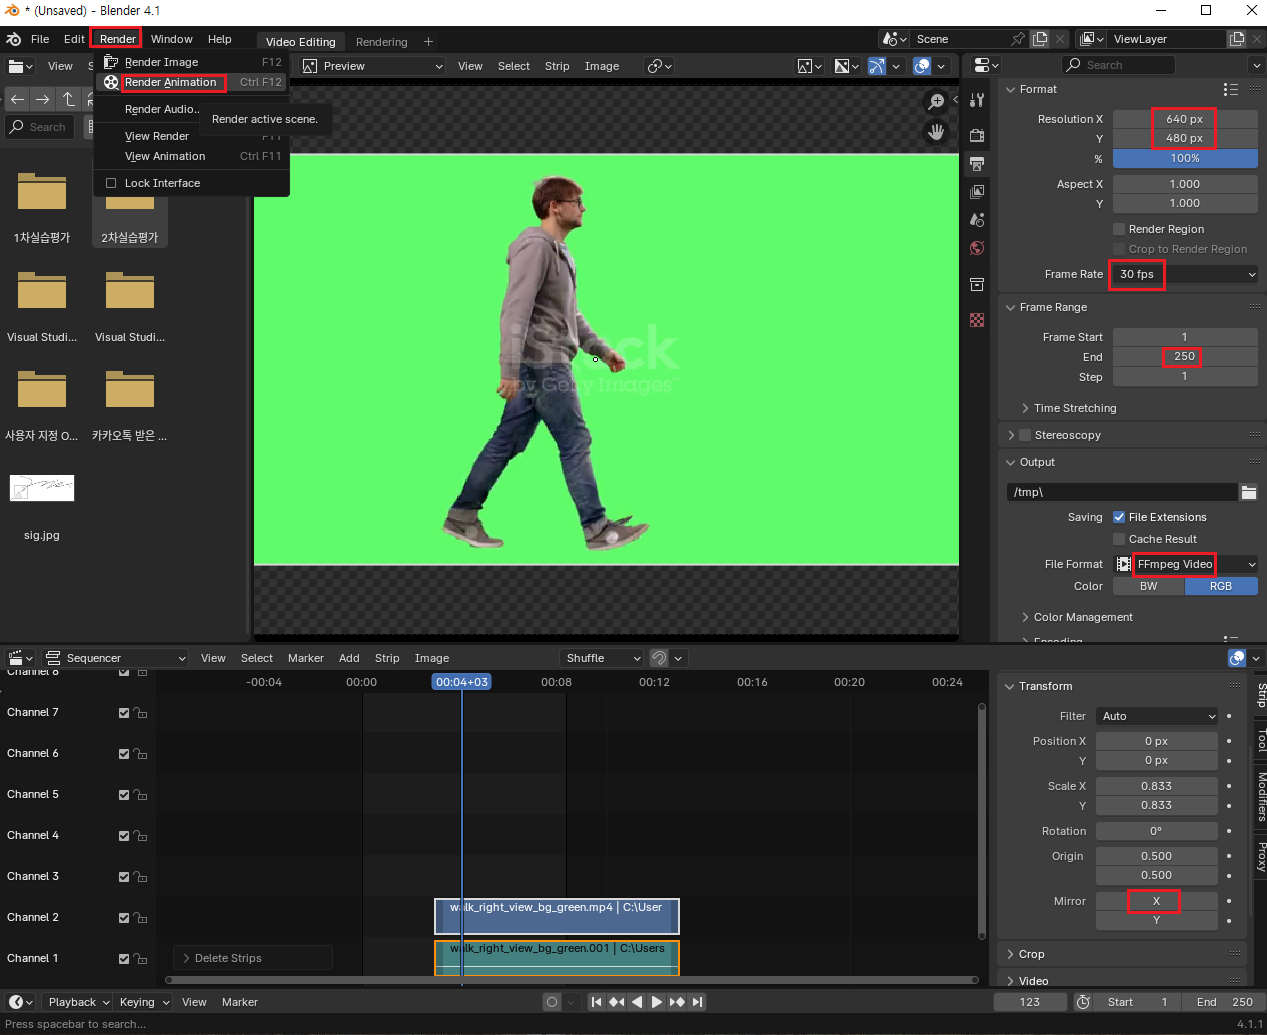 * (Unsaved) - Blender 4.1
File Edit Render Window Help
Video Editing Rendering +
Scene
ViewLayer
View
Render Image F12
Render Animation Ctrl F12
Render Audio..
Render active scene.
View Render F11
View Animation Ctrl F11
Lock Interface
Search
Preview
View Select Strip Image
Search
1차실습평가
2차실습평가
Visual Studi...
Visual Studi...
사용자 지정 O...
카카오톡 받은 ...
sig.jpg
iStock
by Getty Images™
Format
Resolution X 640 px
Y 480 px
% 100%
Aspect X 1.000
Y 1.000
Render Region
Crop to Render Region
Frame Rate 30 fps
Frame Range
Frame Start 1
End 250
Step 1
Time Stretching
Stereoscopy
Output
/tmp\
Saving File Extensions
Cache Result
File Format FFmpeg Video
Color BW RGB
Color Management
Encoding
Sequencer
View Select Marker Add Strip Image
Shuffle
-00:04 00:00 00:04+03 00:08 00:12 00:16 00:20 00:24
Channel 8
Channel 7
Channel 6
Channel 5
Channel 4
Channel 3
Channel 2
Channel 1
walk_right_view_bg_green.mp4 | C:\User
walk_right_view_bg_green.001 | C:\Users
Delete Strips
Transform
Filter Auto
Position X 0 px
Y 0 px
Scale X 0.833
Y 0.833
Rotation 0°
Origin 0.500
0.500
Mirror X
Y
Crop
Video
Strip
Tool
Modifiers
Proxy
Playback Keying View Marker
123
Start 1 End 250
Press spacebar to search...
4.1.1